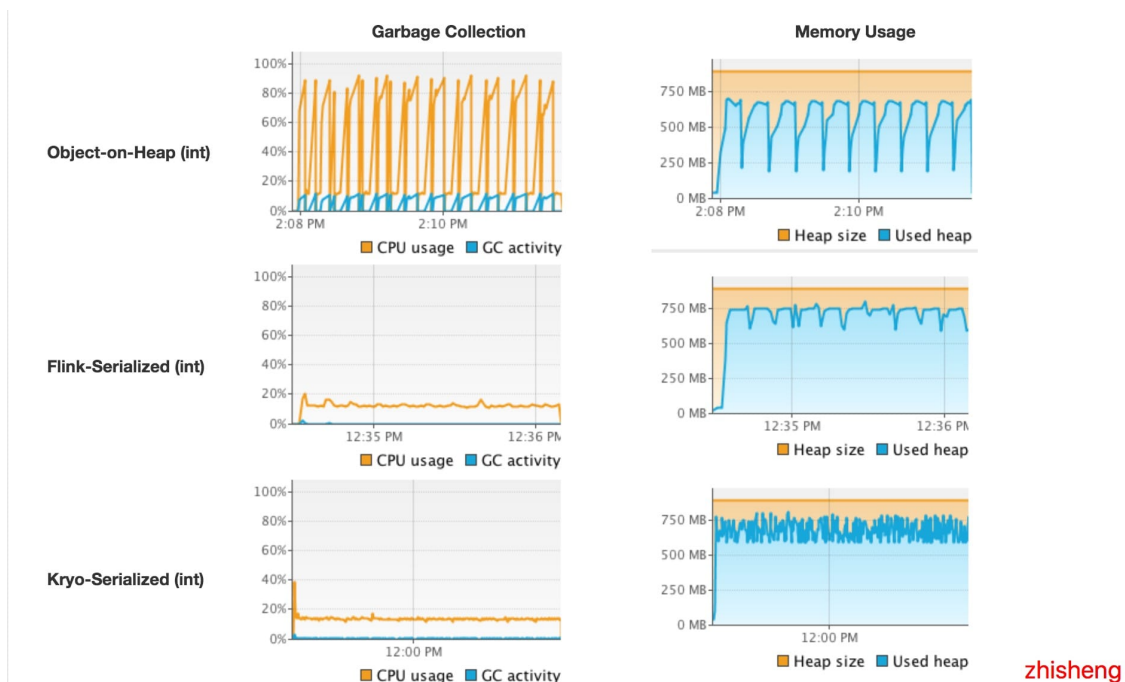 Garbage Collection
Memory Usage
Object-on-Heap (int)
100%
80%
60%
40%
20%
0%
2:08 PM
2:10 PM
CPU usage
GC activity
750 MB
500 MB
250 MB
0 MB
2:08 PM
2:10 PM
Heap size
Used heap
Flink-Serialized (int)
100%
80%
60%
40%
20%
0%
12:35 PM
12:36 PM
CPU usage
GC activity
750 MB
500 MB
250 MB
0 MB
12:35 PM
12:36 PM
Heap size
Used heap
Kryo-Serialized (int)
100%
80%
60%
40%
20%
0%
12:00 PM
CPU usage
GC activity
750 MB
500 MB
250 MB
0 MB
12:00 PM
Heap size
Used heap
zhisheng